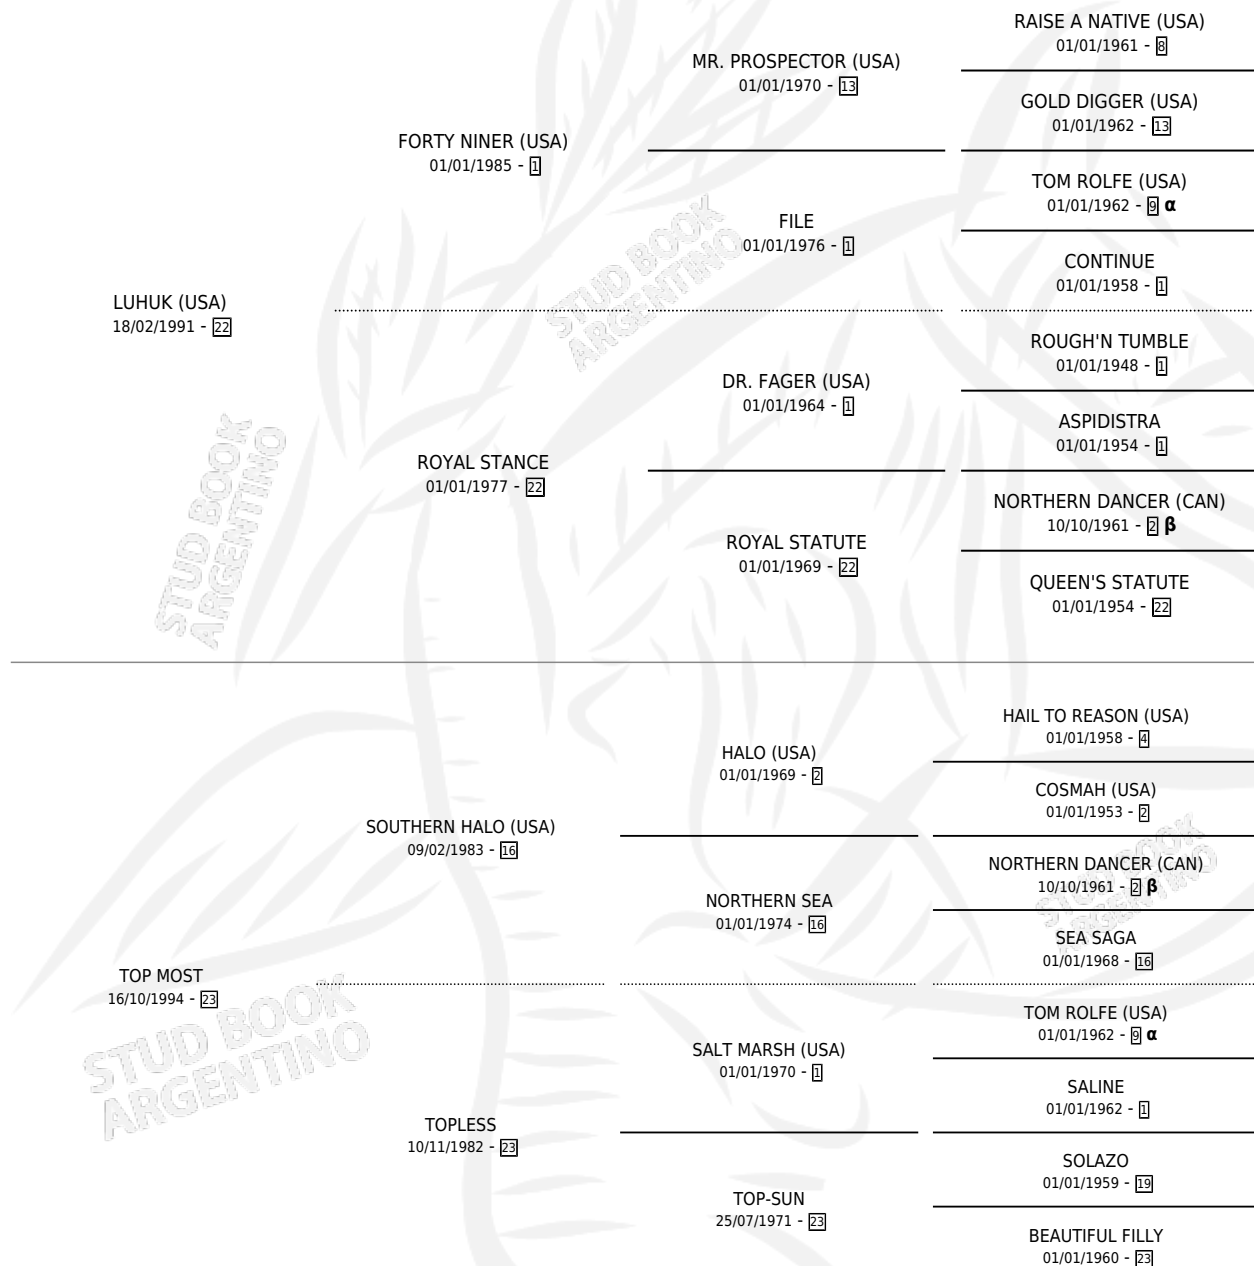 RAISE A NATIVE (USA)
01/01/1961 - 8
MR. PROSPECTOR (USA)
01/01/1970 - 13
GOLD DIGGER (USA)
01/01/1962 - 13
FORTY NINER (USA)
01/01/1985 - 1
TOM ROLFE (USA)
01/01/1962 - 9 α
FILE
01/01/1976 - 1
CONTINUE
01/01/1958 - 1
LUHUK (USA)
18/02/1991 - 22
ROUGH'N TUMBLE
01/01/1948 - 1
DR. FAGER (USA)
01/01/1964 - 1
ASPIDISTRA
01/01/1954 - 1
ROYAL STANCE
01/01/1977 - 22
NORTHERN DANCER (CAN)
10/10/1961 - 2 β
ROYAL STATUTE
01/01/1969 - 22
QUEEN'S STATUTE
01/01/1954 - 22
HAIL TO REASON (USA)
01/01/1958 - 4
HALO (USA)
01/01/1969 - 2
COSMAH (USA)
01/01/1953 - 2
SOUTHERN HALO (USA)
09/02/1983 - 16
NORTHERN DANCER (CAN)
10/10/1961 - 2 β
NORTHERN SEA
01/01/1974 - 16
SEA SAGA
01/01/1968 - 16
TOP MOST
16/10/1994 - 23
TOM ROLFE (USA)
01/01/1962 - 9 α
SALT MARSH (USA)
01/01/1970 - 1
SALINE
01/01/1962 - 1
TOPLESS
10/11/1982 - 23
SOLAZO
01/01/1959 - 19
TOP-SUN
25/07/1971 - 23
BEAUTIFUL FILLY
01/01/1960 - 23
STUD BOOK
ARGENTINO
STUD BOOK
ARGENTINO
STUD BOOK
ARGENTINO
STUD BOOK
ARGENTINO